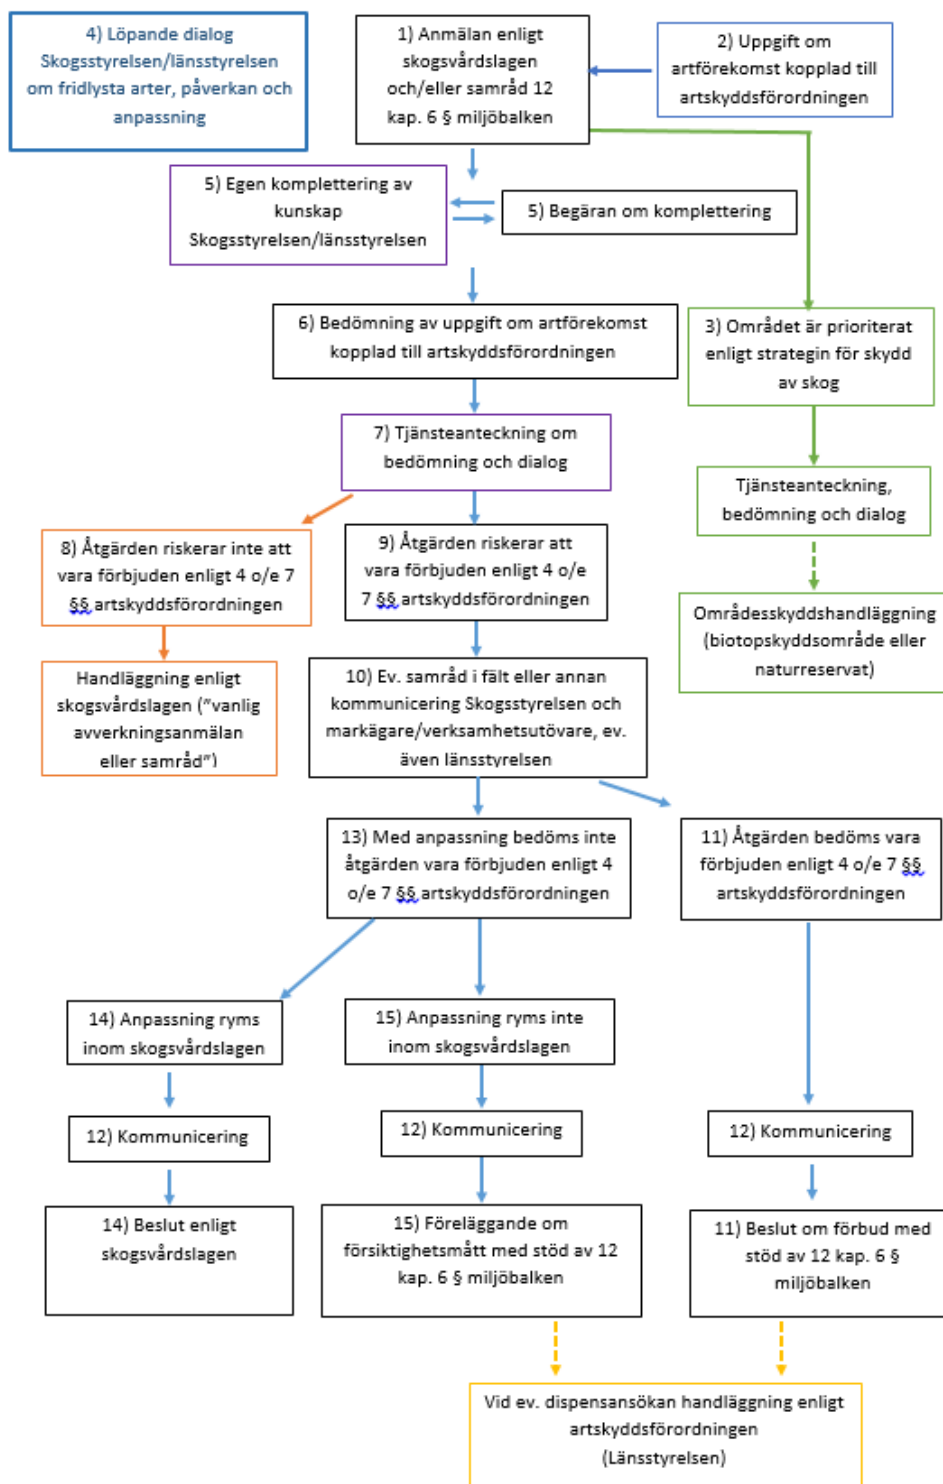 4) Löpande dialog
Skogsstyrelsen/länsstyrelsen
om fridlysta arter, påverkan och
anpassning
1) Anmälan enligt
skogsvårdslagen
och/eller samråd 12
kap. 6 § miljöbalken
2) Uppgift om
artförekomst kopplad till
artskyddsförordningen
5) Egen komplettering av
kunskap
Skogsstyrelsen/länsstyrelsen
5) Begäran om komplettering
6) Bedömning av uppgift om artförekomst
kopplad till artskyddsförordningen
3) Området är prioriterat
enligt strategin för skydd
av skog
7) Tjänsteanteckning om
bedömning och dialog
Tjänsteanteckning,
bedömning och dialog
8) Åtgärden riskerar inte att
vara förbjuden enligt 4 o/e 7
§§ artskyddsförordningen
9) Åtgärden riskerar att
vara förbjuden enligt 4 o/e
7 §§ artskyddsförordningen
Områdesskyddshandläggning
(biotopskyddsområde eller
naturreservat)
Handläggning enligt
skogsvårdslagen ("vanlig
avverkningsanmälan
eller samråd")
10) Ev. samråd i fält eller annan
kommunicering Skogsstyrelsen och
markägare/verksamhetsutövare, ev.
även länsstyrelsen
13) Med anpassning bedöms inte
åtgärden vara förbjuden enligt 4
o/e 7 §§ artskyddsförordningen
11) Åtgärden bedöms vara
förbjuden enligt 4 o/e 7 §§
artskyddsförordningen
14) Anpassning ryms
inom skogsvårdslagen
15) Anpassning ryms inte
inom skogsvårdslagen
12) Kommunicering
12) Kommunicering
12) Kommunicering
14) Beslut enligt
skogsvårdslagen
15) Föreläggande om
försiktighetsmått med stöd av 12
kap. 6 § miljöbalken
11) Beslut om förbud med
stöd av 12 kap. 6 §
miljöbalken
Vid ev. dispensansökan handläggning enligt
artskyddsförordningen
(Länsstyrelsen)